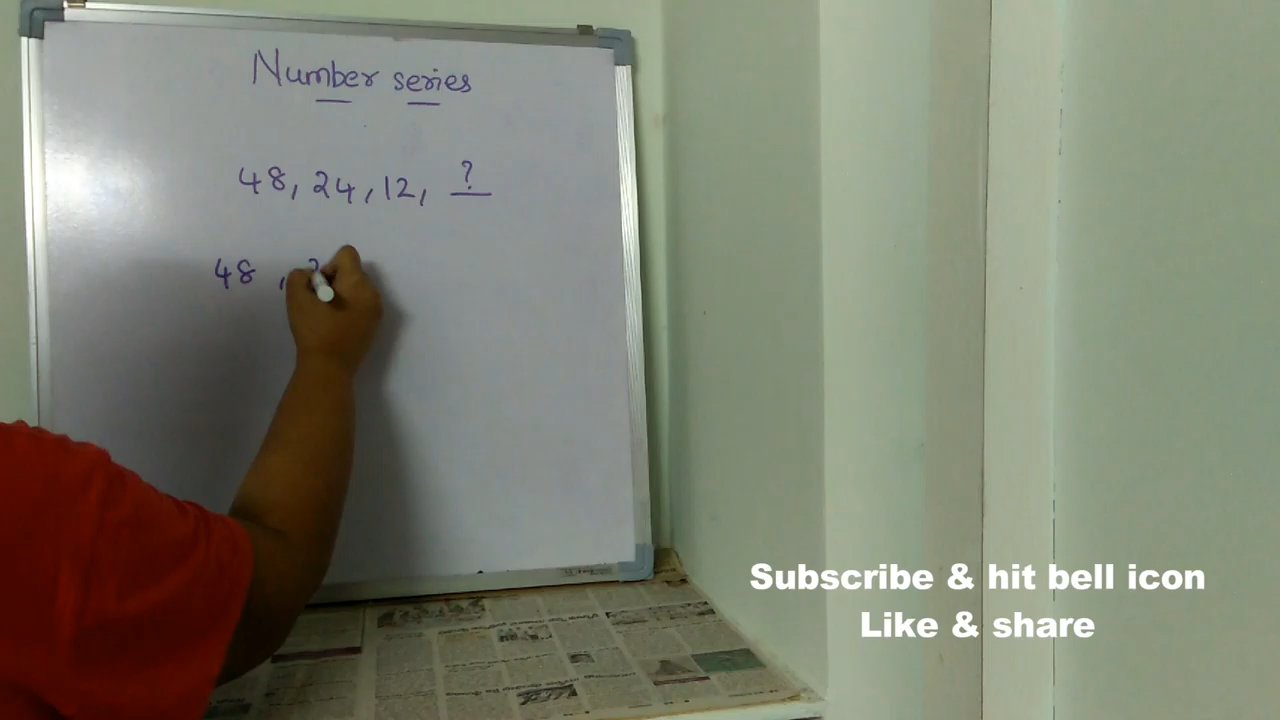 Number series
48, 24, 12, ?
48 ,
Subscribe & hit bell icon
Like & share